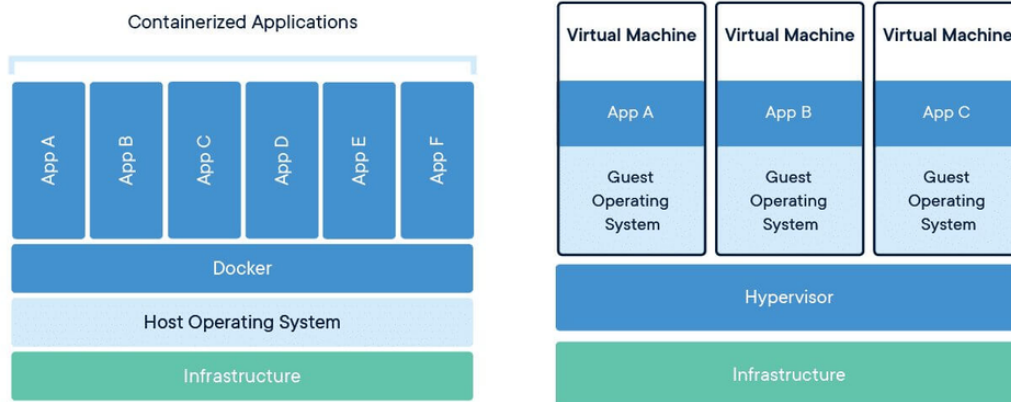 Containerized Applications
App A
App B
App C
App D
App E
App F
Docker
Host Operating System
Infrastructure
Virtual Machine
App A
Guest
Operating
System
Virtual Machine
App B
Guest
Operating
System
Virtual Machine
App C
Guest
Operating
System
Hypervisor
Infrastructure